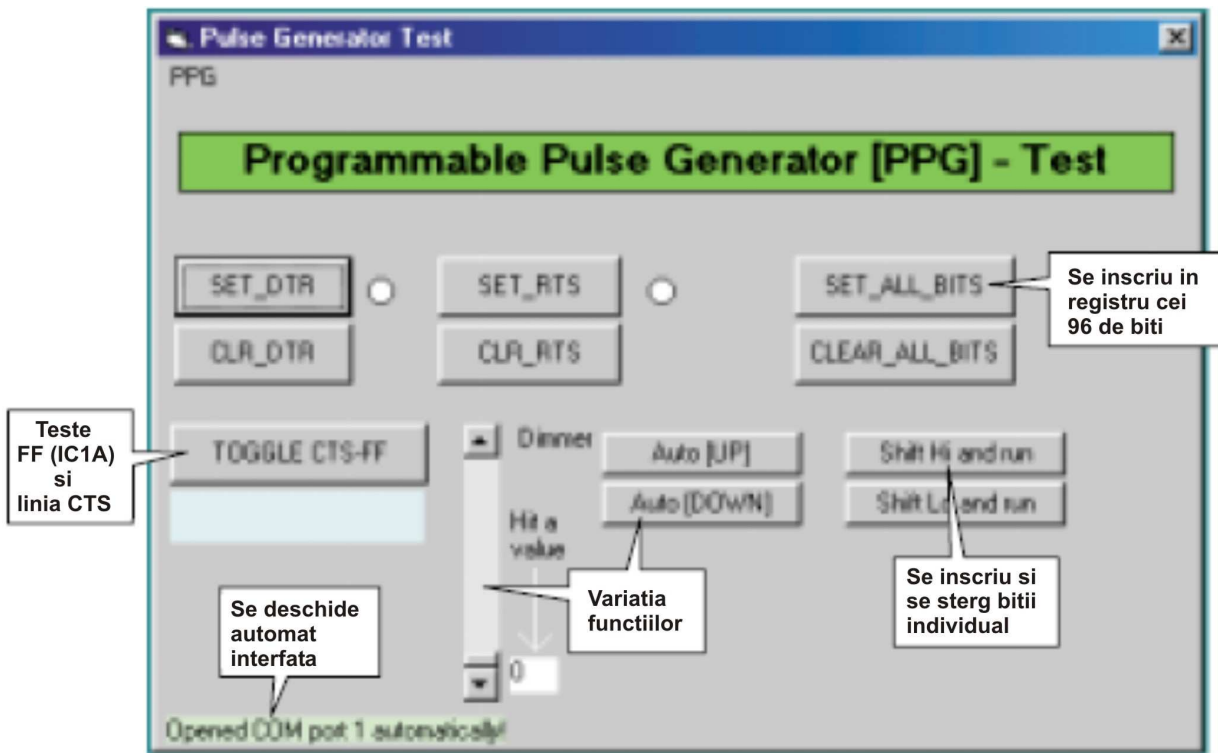 Pulse Generator Test
PPG
Programmable Pulse Generator [PPG] - Test
SET_DTR
SET_RTS
SET_ALL_BITS
Se inscriu in
registru cei
96 de biti
CLR_DTR
CLR_RTS
CLEAR_ALL_BITS
Teste
FF (IC1A)
si
linia CTS
TOGGLE CTS-FF
Dimmer
Auto [UP]
Shift Hi and run
Auto [DOWN]
Shift Lo and run
Hit a
value
Variatia
functiilor
Se inscriu si
se sterg bitii
individual
Se deschide
automat
interfata
0
Opened COM port 1 automatically!